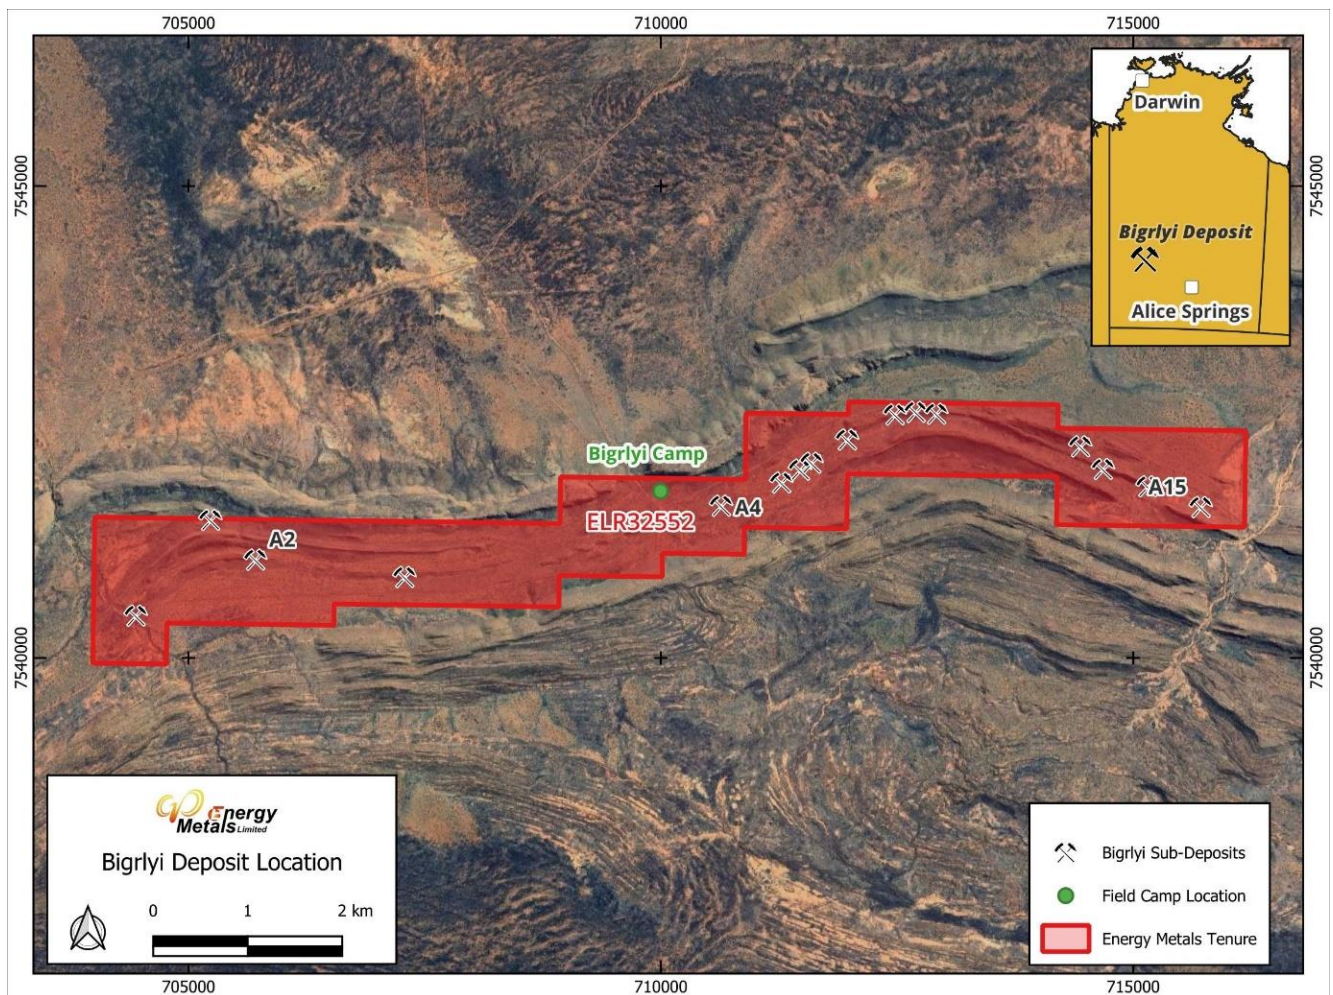 705000
710000
715000
7545000
7545000
Darwin
Bigrlyi Deposit
Alice Springs
Bigrlyi Camp
ELR32552
A4
A15
A2
7540000
7540000
Energy
Metals Limited
Bigrlyi Deposit Location
0 1 2 km
Bigrlyi Sub-Deposits
Field Camp Location
Energy Metals Tenure
705000
710000
715000